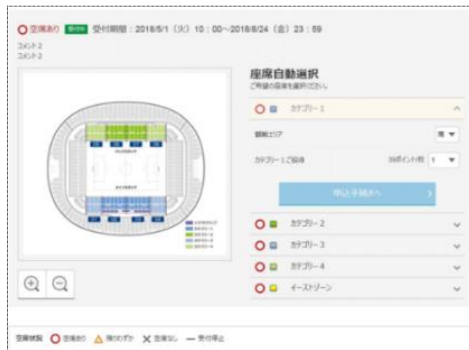 空席あり 受付中 受付期間：2018/5/1（火）10：00～2018/8/24（金）23：59
コメント2
コメント2
座席自動選択
ご希望の座席を選択ください。
カテゴリー1
観戦エリア
カテゴリー1ご招待
1
申込手続きへ
カテゴリー2
カテゴリー3
カテゴリー4
イーストゾーン
空席状況 空席あり 残りわずか 空席なし 受付停止